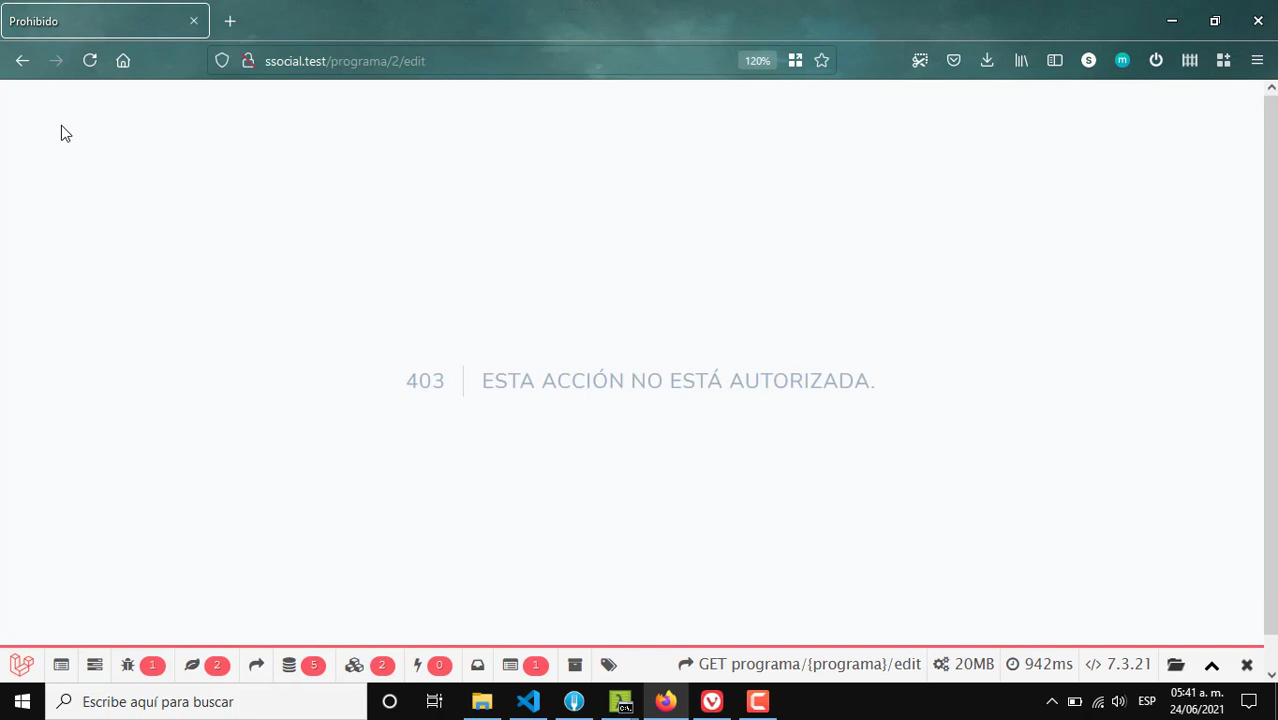 Prohibido
ssocial.test/programa/2/edit
120%
S
m
403
ESTA ACCIÓN NO ESTÁ AUTORIZADA.
1
2
5
2
0
1
GET programa/{programa}/edit
20MB
942ms
7.3.21
Escribe aquí para buscar
C:\.
ESP
05:41 a. m.
24/06/2021